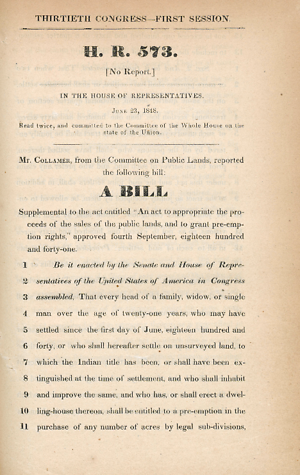 THIRTIETH CONGRESS—FIRST SESSION
H. R. 573.
[No Report.]
IN THE HOUSE OF REPRESENTATIVES.
June 23, 1848.
Read twice, and committed to the Committee of the Whole House on the
state of the Union.
Mr. Collamer, from the Committee on Public Lands, reported
the following bill:
A BILL
Supplemental to the act entitled "An act to appropriate the pro-
ceeds of the sales of the public lands, and to grant pre-emp-
tion rights," approved fourth September, eighteen hundred
and forty-one.
1 Be it enacted by the Senate and House of Repre-
2 sentatives of the United States of America in Congress
3 assembled, That every head of a family, widow, or single
4 man over the age of twenty-one years, who may have
5 settled since the first day of June, eighteen hundred and
6 forty, or who shall hereafter settle on unsurveyed land, to
7 which the Indian title has been, or shall have been ex-
8 tinguished at the time of settlement, and who shall inhabit
9 and improve the same, and who has, or shall erect a dwel-
10 ling-house thereon, shall be entitled to a pre-emption in the
11 purchase of any number of acres by legal sub-divisions,